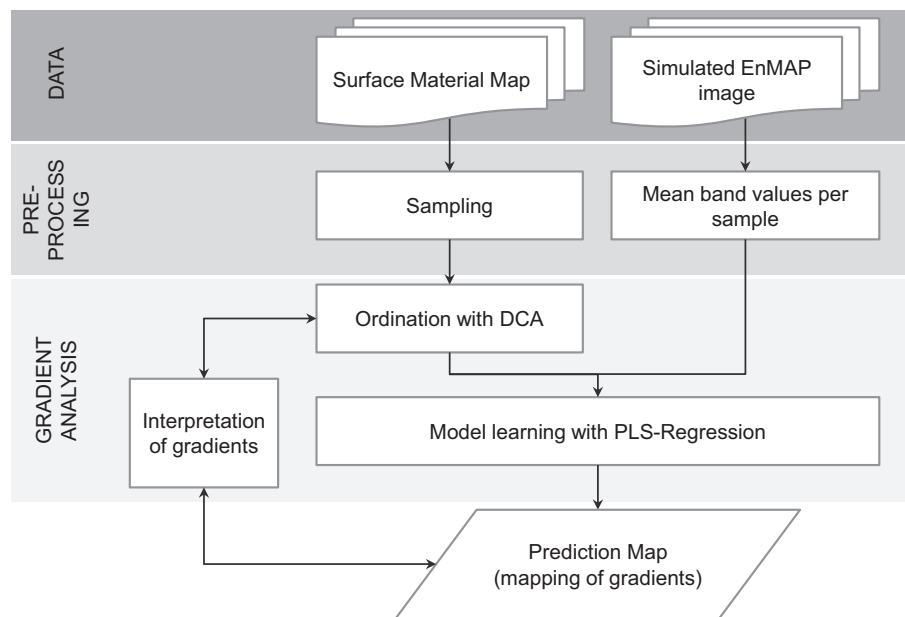 DATA
Surface Material Map
Simulated EnMAP
image
PRE-
PROCESS
ING
Sampling
Mean band values per
sample
GRADIENT
ANALYSIS
Ordination with DCA
Interpretation
of gradients
Model learning with PLS-Regression
Prediction Map
(mapping of gradients)